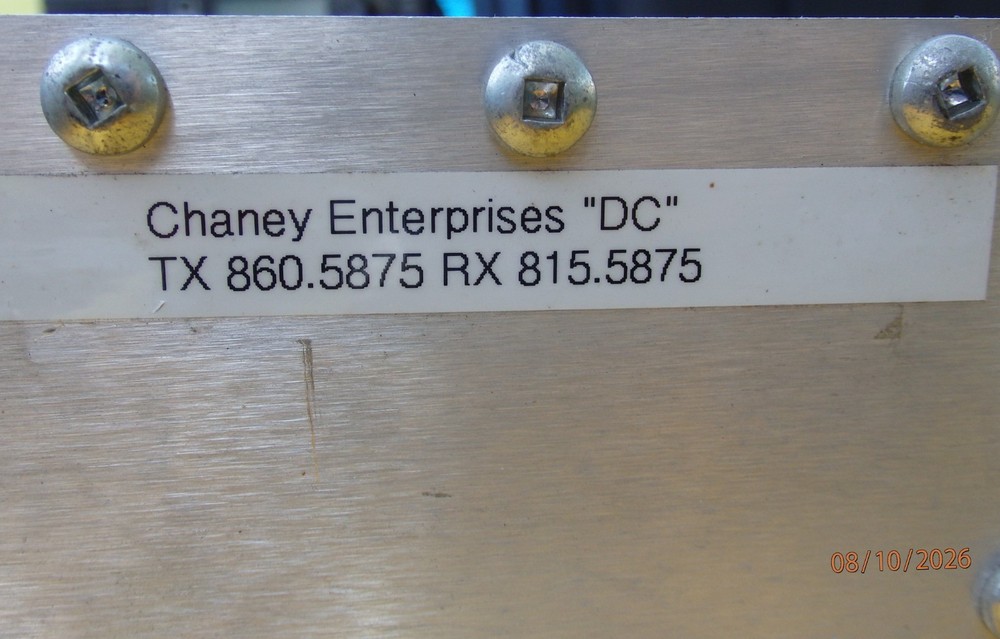 Chaney Enterprises "DC"
TX 860.5875 RX 815.5875
08/10/2026